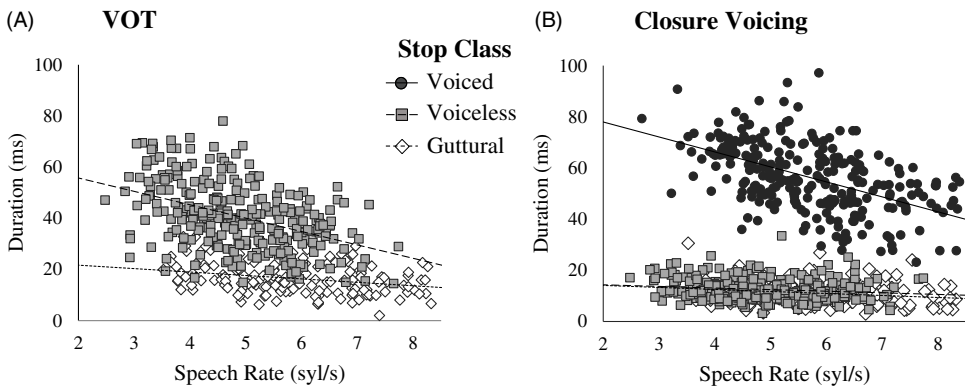 (A) VOT
Stop Class
Voiced
Voiceless
Guttural
100
80
60
40
20
0
Duration (ms)
2 3 4 5 6 7 8
Speech Rate (syl/s)
(B) Closure Voicing
100
80
60
40
20
0
Duration (ms)
2 3 4 5 6 7 8
Speech Rate (syl/s)